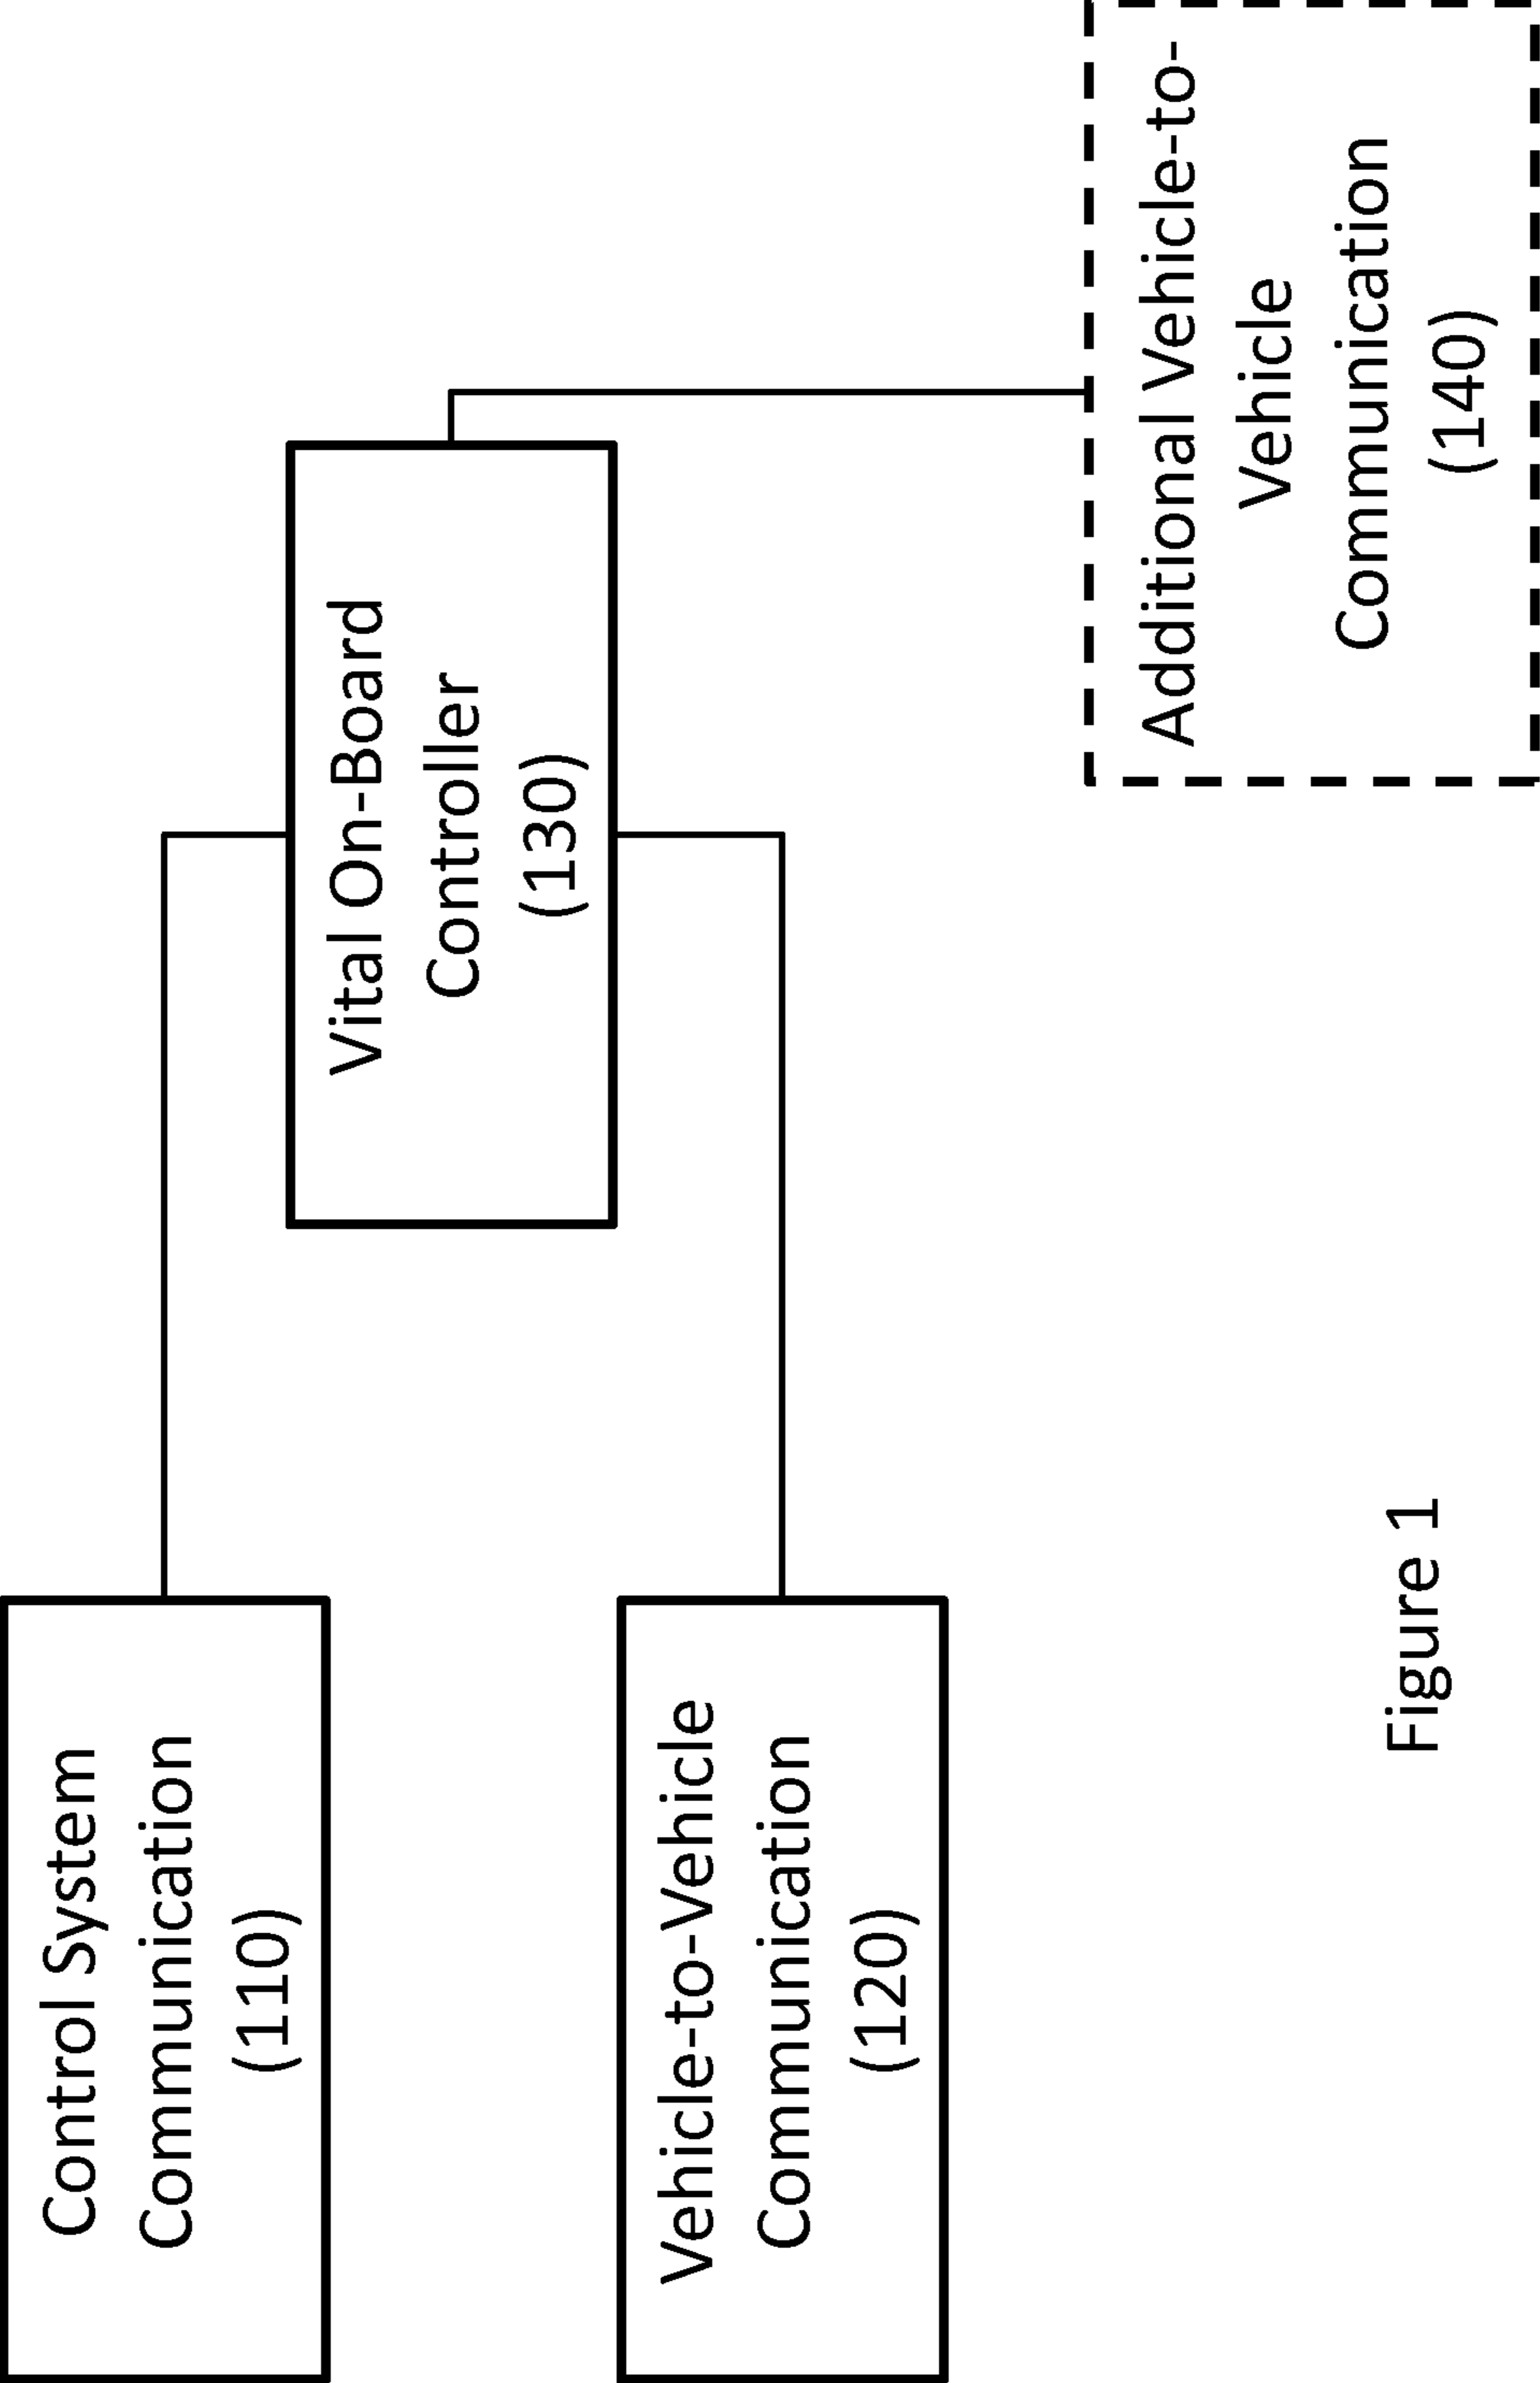 Control System
Communication
(110)
Vital On-Board
Controller
(130)
Vehicle-to-Vehicle
Communication
(120)
Additional Vehicle-to-
Vehicle
Communication
(140)
Figure 1